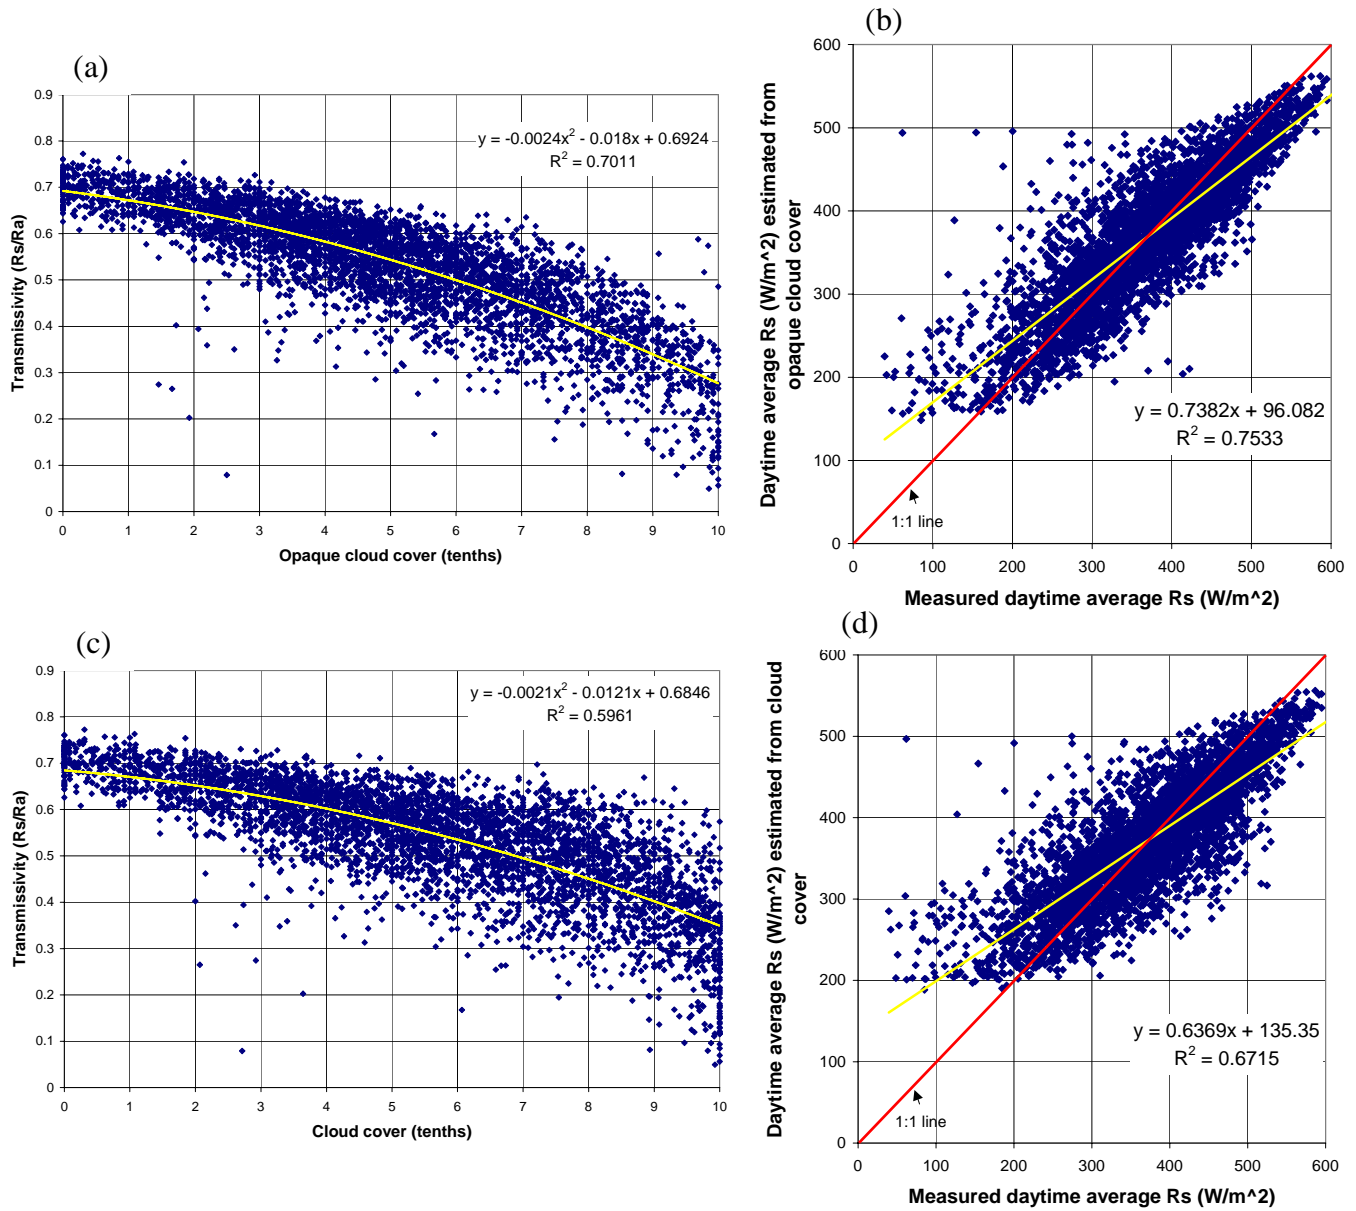 (a)
0.9
0.8
0.7
0.6
0.5
0.4
0.3
0.2
0.1
0
Transmissivity (Rs/Ra)
y = -0.0024x² - 0.018x + 0.6924
R² = 0.7011
0 1 2 3 4 5 6 7 8 9 10
Opaque cloud cover (tenths)
(b)
600
500
400
300
200
100
0
Daytime average Rs (W/m^2) estimated from
opaque cloud cover
y = 0.7382x + 96.082
R² = 0.7533
1:1 line
0 100 200 300 400 500 600
Measured daytime average Rs (W/m^2)
(c)
0.9
0.8
0.7
0.6
0.5
0.4
0.3
0.2
0.1
0
Transmissivity (Rs/Ra)
y = -0.0021x² - 0.0121x + 0.6846
R² = 0.5961
0 1 2 3 4 5 6 7 8 9 10
Cloud cover (tenths)
(d)
600
500
400
300
200
100
0
Daytime average Rs (W/m^2) estimated from cloud
cover
y = 0.6369x + 135.35
R² = 0.6715
1:1 line
0 100 200 300 400 500 600
Measured daytime average Rs (W/m^2)